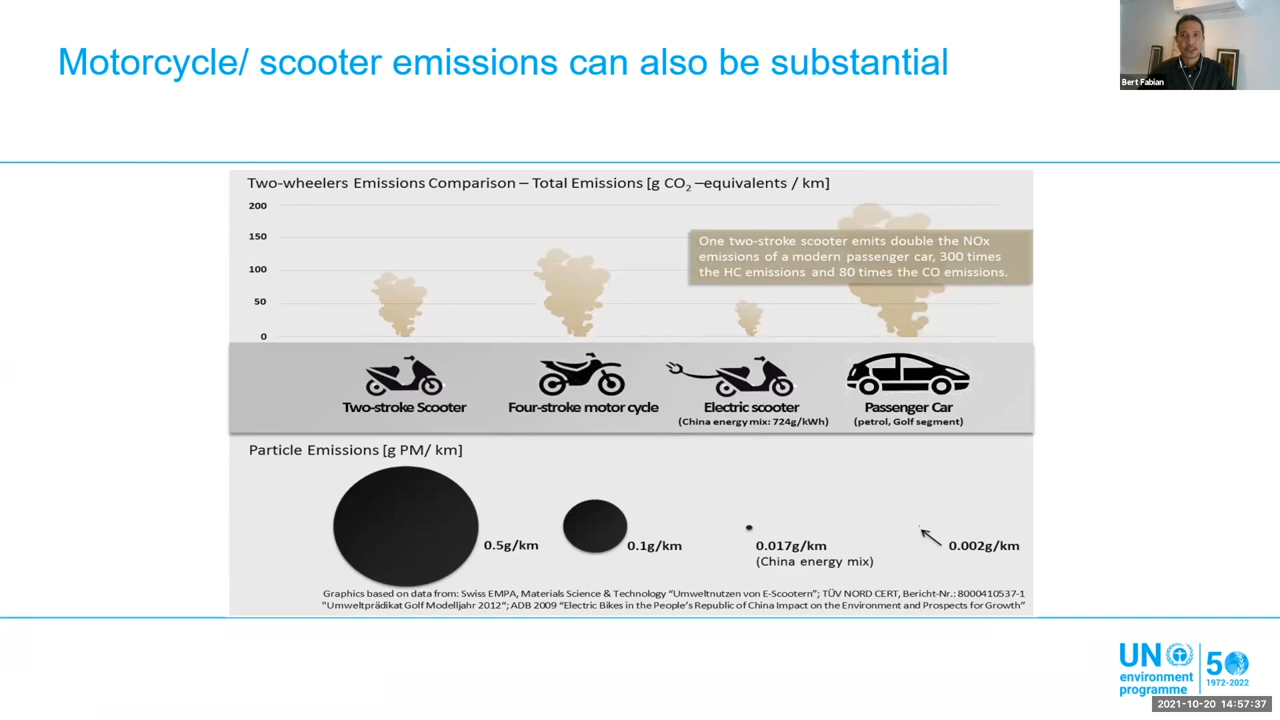 Motorcycle/ scooter emissions can also be substantial
Bert Fabian
Two-wheelers Emissions Comparison – Total Emissions [g CO₂ –equivalents / km]
200
150
100
50
0
One two-stroke scooter emits double the NOx
emissions of a modern passenger car, 300 times
the HC emissions and 80 times the CO emissions.
Two-stroke Scooter
Four-stroke motor cycle
Electric scooter
(China energy mix: 724g/kWh)
Passenger Car
(petrol, Golf segment)
Particle Emissions [g PM/ km]
0.5g/km
0.1g/km
0.017g/km
(China energy mix)
0.002g/km
Graphics based on data from: Swiss EMPA, Materials Science & Technology “Umweltnutzen von E-Scootern”; TÜV NORD CERT, Bericht-Nr.: 8000410537-1
"Umweltprädikat Golf Modelljahr 2012“; ADB 2009 “Electric Bikes in the People’s Republic of China Impact on the Environment and Prospects for Growth”
UN
environment
programme
50
1972-2022
2021-10-20 14:57:37